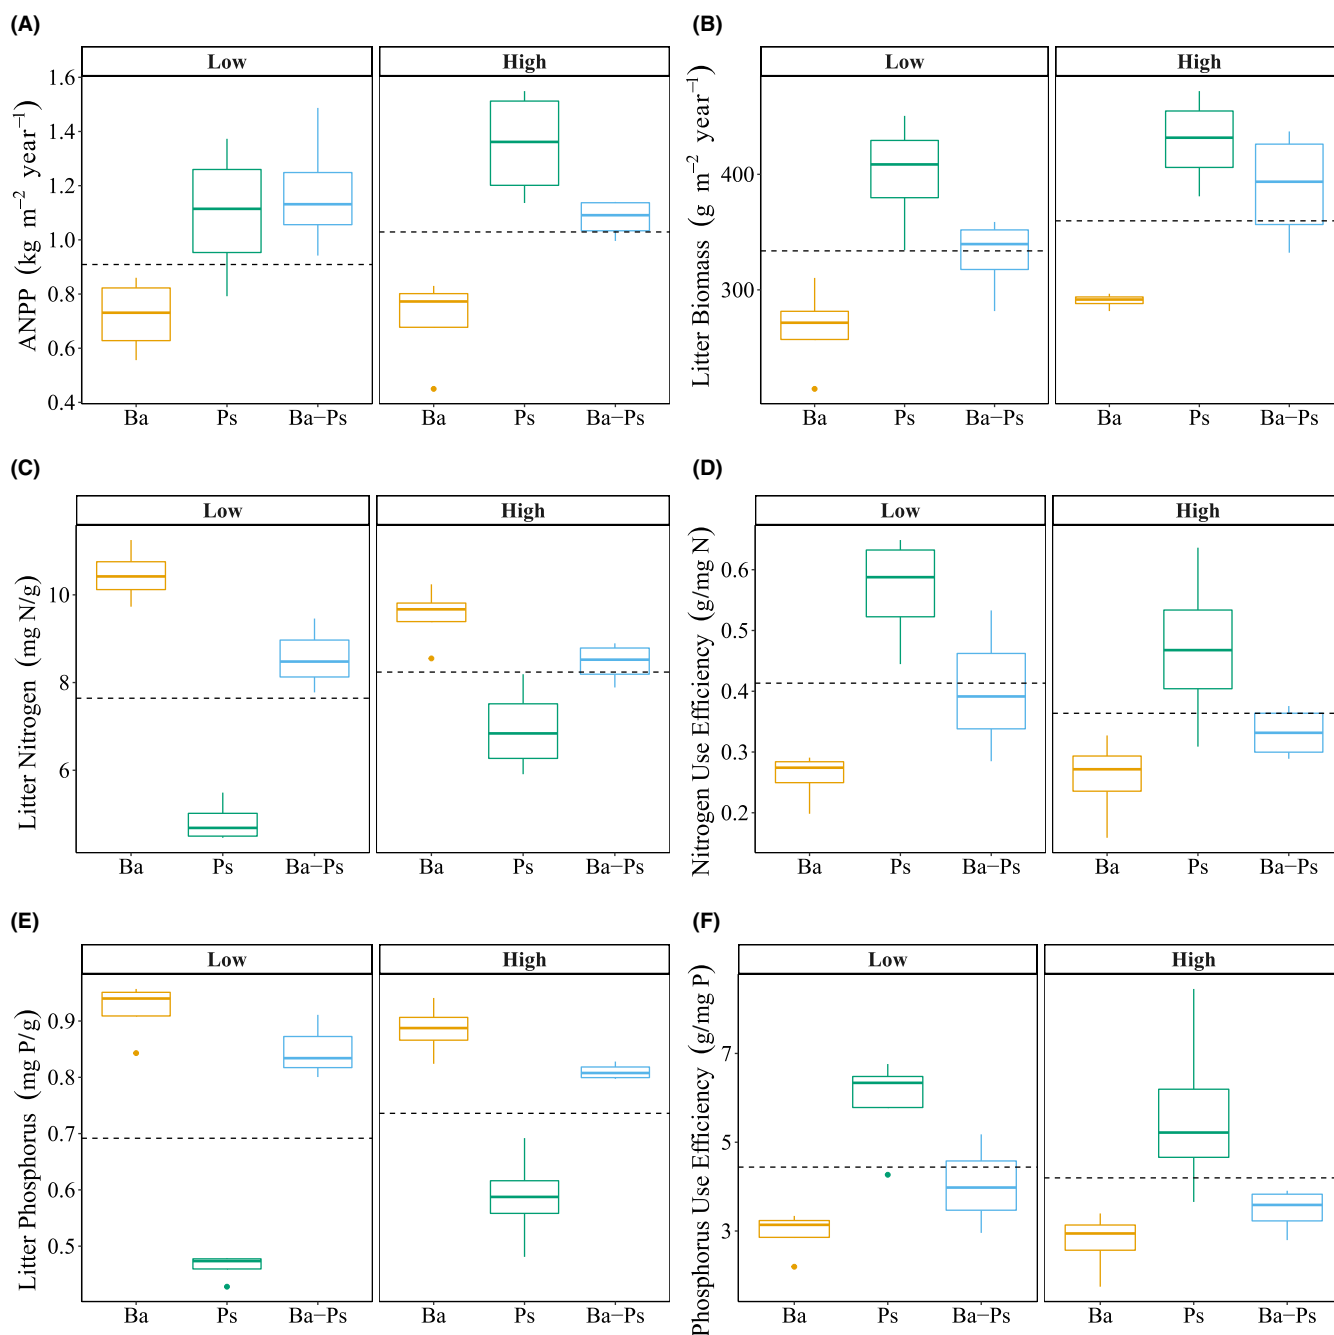 (A)
Low High
ANPP (kg m−2 year−1)
1.6
1.4
1.2
1.0
0.8
0.6
0.4
Ba Ps Ba−Ps Ba Ps Ba−Ps
(B)
Low High
Litter Biomass (g m−2 year−1)
400
300
Ba Ps Ba−Ps Ba Ps Ba−Ps
(C)
Low High
Litter Nitrogen (mg N/g)
10
8
6
Ba Ps Ba−Ps Ba Ps Ba−Ps
(D)
Low High
Nitrogen Use Efficiency (g/mg N)
0.6
0.5
0.4
0.3
0.2
Ba Ps Ba−Ps Ba Ps Ba−Ps
(E)
Low High
Litter Phosphorus (mg P/g)
0.9
0.8
0.7
0.6
0.5
Ba Ps Ba−Ps Ba Ps Ba−Ps
(F)
Low High
Phosphorus Use Efficiency (g/mg P)
7
5
3
Ba Ps Ba−Ps Ba Ps Ba−Ps